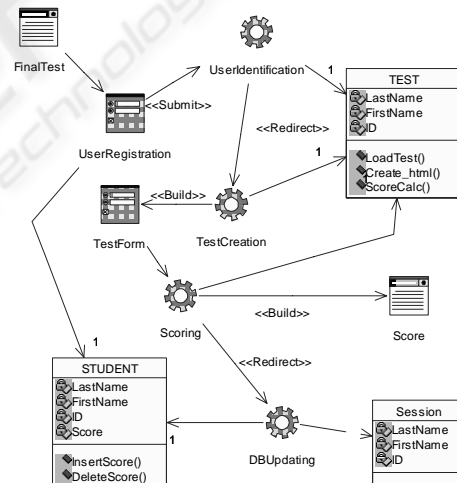 FinalTest
UserIdentification
1
TEST
LastName
FirstName
ID
LoadTest()
Create_html()
ScoreCalc()
1
<<Submit>>
UserRegistration
<<Redirect>>
1
<<Build>>
TestForm
TestCreation
Scoring
<<Build>>
Score
<<Redirect>>
1
STUDENT
LastName
FirstName
ID
Score
InsertScore()
DeleteScore()
1
DBUpdating
Session
LastName
FirstName
ID